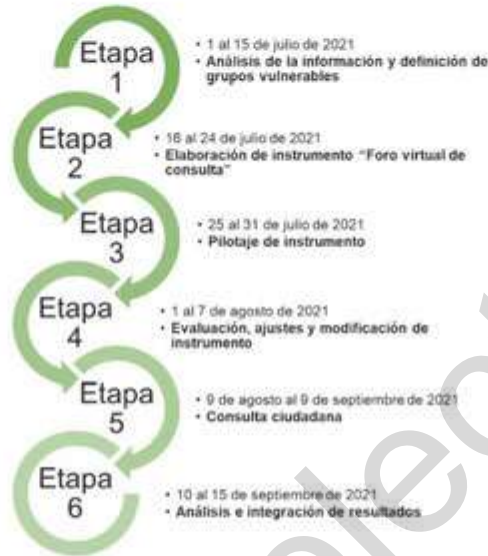 Etapa
1
• 1 al 15 de julio de 2021
• Análisis de la información y definición de
grupos vulnerables
Etapa
2
• 16 al 24 de julio de 2021
• Elaboración de instrumento "Foro virtual de
consulta"
Etapa
3
• 25 al 31 de julio de 2021
• Pilotaje de instrumento
Etapa
4
• 1 al 7 de agosto de 2021
• Evaluación, ajustes y modificación de
instrumento
Etapa
5
• 9 de agosto al 9 de septiembre de 2021
• Consulta ciudadana
Etapa
6
• 10 al 15 de septiembre de 2021
• Análisis e integración de resultados